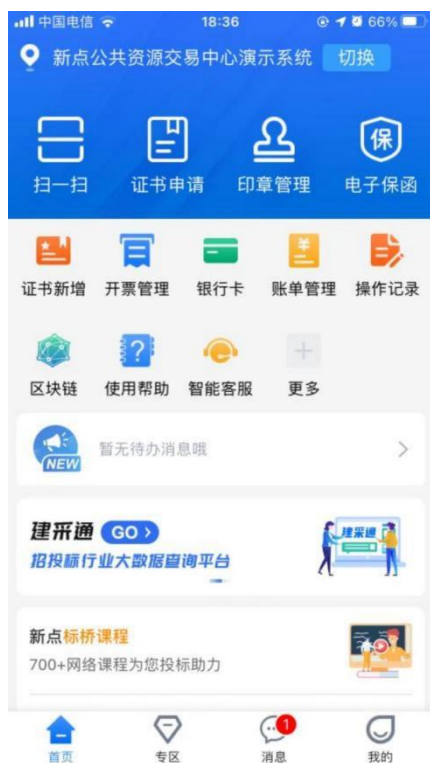 中国电信 18:36 66%
新点公共资源交易中心演示系统 切换
扫一扫 证书申请 印章管理 保 电子保函
证书新增 开票管理 银行卡 账单管理 操作记录
区块链 使用帮助 智能客服 更多
NEW 暂无待办消息哦
建采通 GO >
招投标行业大数据查询平台
建采通
新点标桥课程
700+网络课程为您投标助力
1
首页 专区 消息 我的